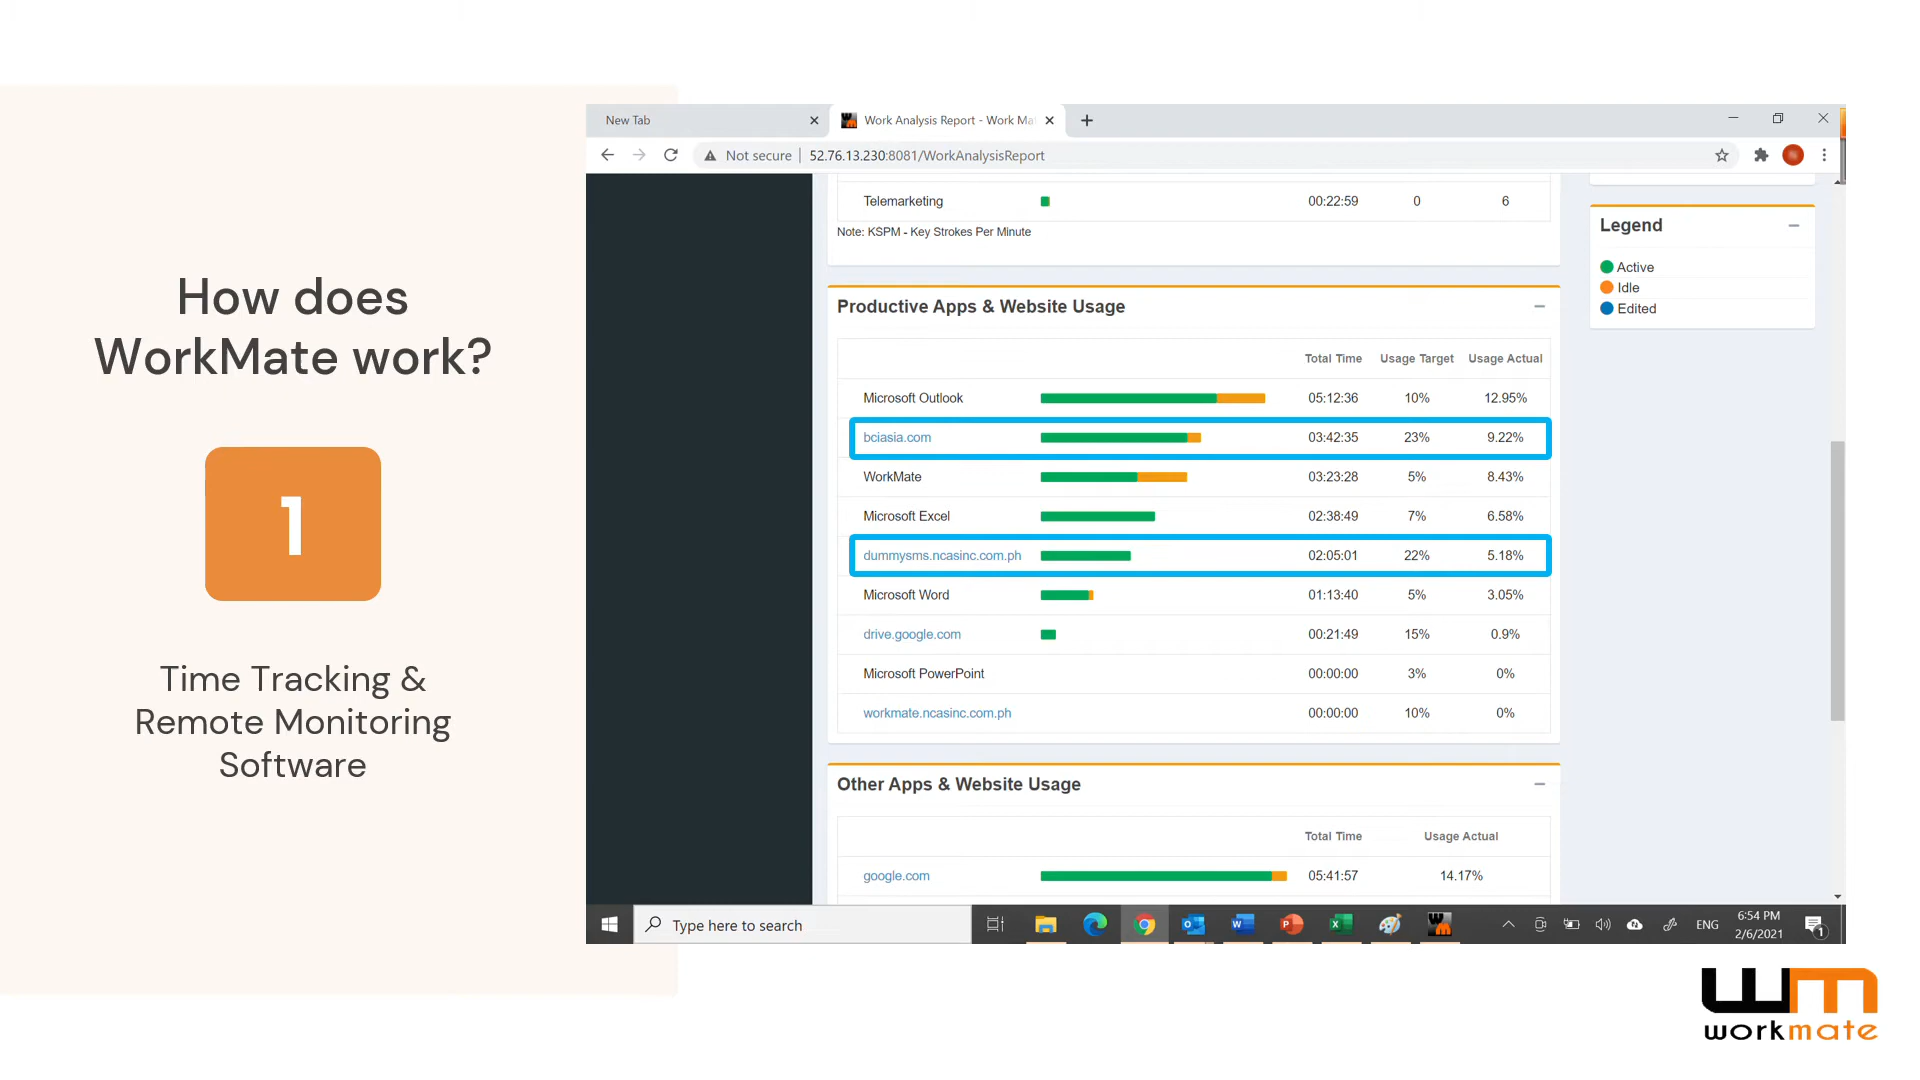 How does
WorkMate work?
1
Time Tracking &
Remote Monitoring
Software
New Tab
Work Analysis Report - Work Ma
Not secure | 52.76.13.230:8081/WorkAnalysisReport
Telemarketing 00:22:59 0 6
Note: KSPM - Key Strokes Per Minute
Legend
Active
Idle
Edited
Productive Apps & Website Usage
Total Time Usage Target Usage Actual
Microsoft Outlook 05:12:36 10% 12.95%
bciasia.com 03:42:35 23% 9.22%
WorkMate 03:23:28 5% 8.43%
Microsoft Excel 02:38:49 7% 6.58%
dummysms.ncasinc.com.ph 02:05:01 22% 5.18%
Microsoft Word 01:13:40 5% 3.05%
drive.google.com 00:21:49 15% 0.9%
Microsoft PowerPoint 00:00:00 3% 0%
workmate.ncasinc.com.ph 00:00:00 10% 0%
Other Apps & Website Usage
Total Time Usage Actual
google.com 05:41:57 14.17%
Type here to search
ENG
6:54 PM
2/6/2021
1
wm
workmate